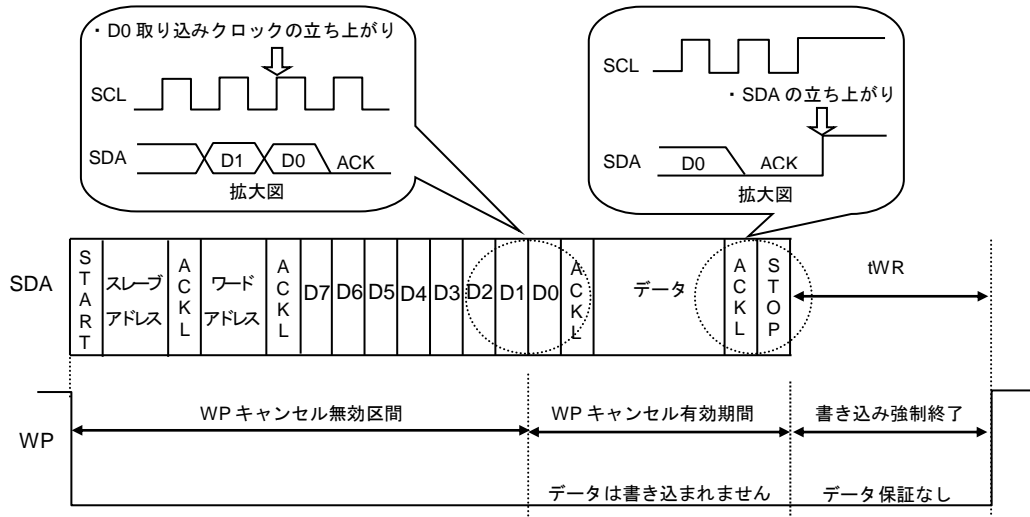 ・D0 取り込みクロックの立ち上がり
SCL
SDA
D1
D0
ACK
拡大図
SCL
・SDA の立ち上がり
SDA
D0
ACK
拡大図
SDA
START
スレーブ
アドレス
ACKL
ワード
アドレス
ACKL
D7
D6
D5
D4
D3
D2
D1
D0
ACKL
データ
ACKL
STOP
tWR
WP
WP キャンセル無効区間
WP キャンセル有効期間
書き込み強制終了
データは書き込まれません
データ保証なし